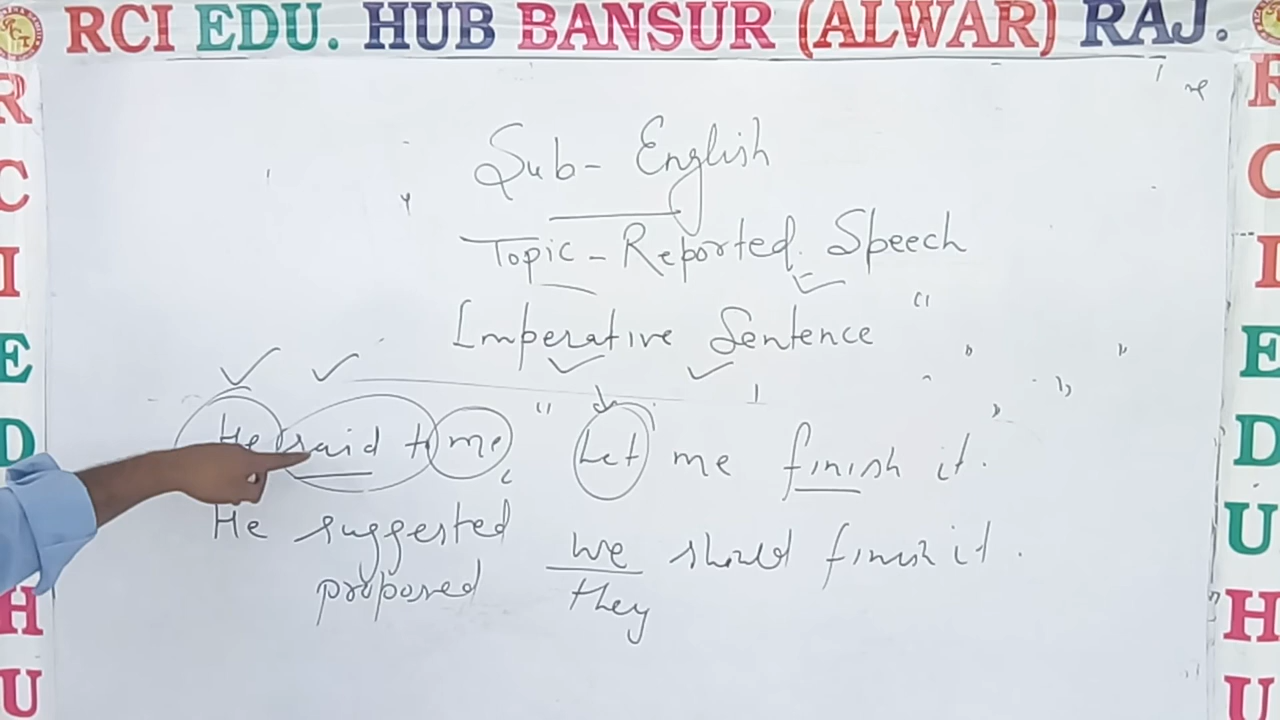 RCI EDU. HUB BANSUR (ALWAR) RAJ.
Sub- English
Topic - Reported Speech
Imperative Sentence
He said to me, " Let me finish it."
He suggested we should finish it.
proposed they
R
C
I
E
D
H
U
R
C
I
E
D
U
H
U